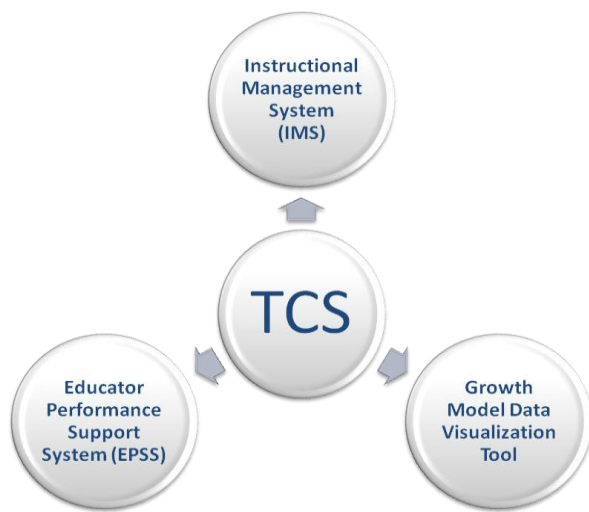 Instructional
Management
System
(IMS)
TCS
Educator
Performance
Support
System (EPSS)
Growth
Model Data
Visualization
Tool